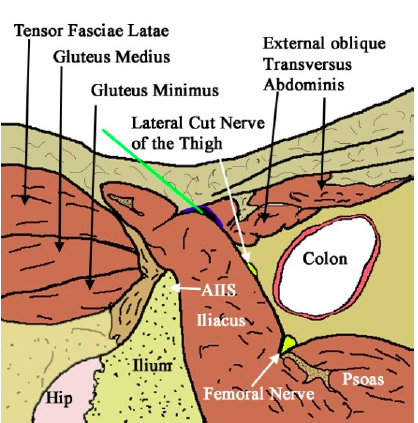 Tensor Fasciae Latae
Gluteus Medius
Gluteus Minimus
External oblique
Transversus
Abdominis
Lateral Cut Nerve
of the Thigh
Colon
AIIS
Iliacus
Ilium
Hip
Femoral Nerve
Psoas